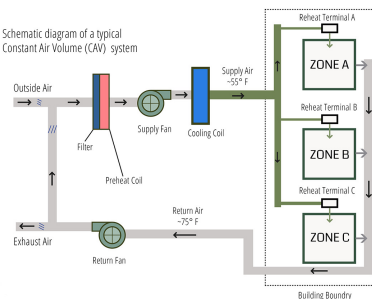 Schematic diagram of a typical
Constant Air Volume (CAV) system
Reheat Terminal A
ZONE A
Outside Air
Supply Air
~55° F
Supply Fan
Cooling Coil
Filter
Preheat Coil
Reheat Terminal B
ZONE B
Reheat Terminal C
ZONE C
Return Air
~75° F
Exhaust Air
Return Fan
Building Boundry